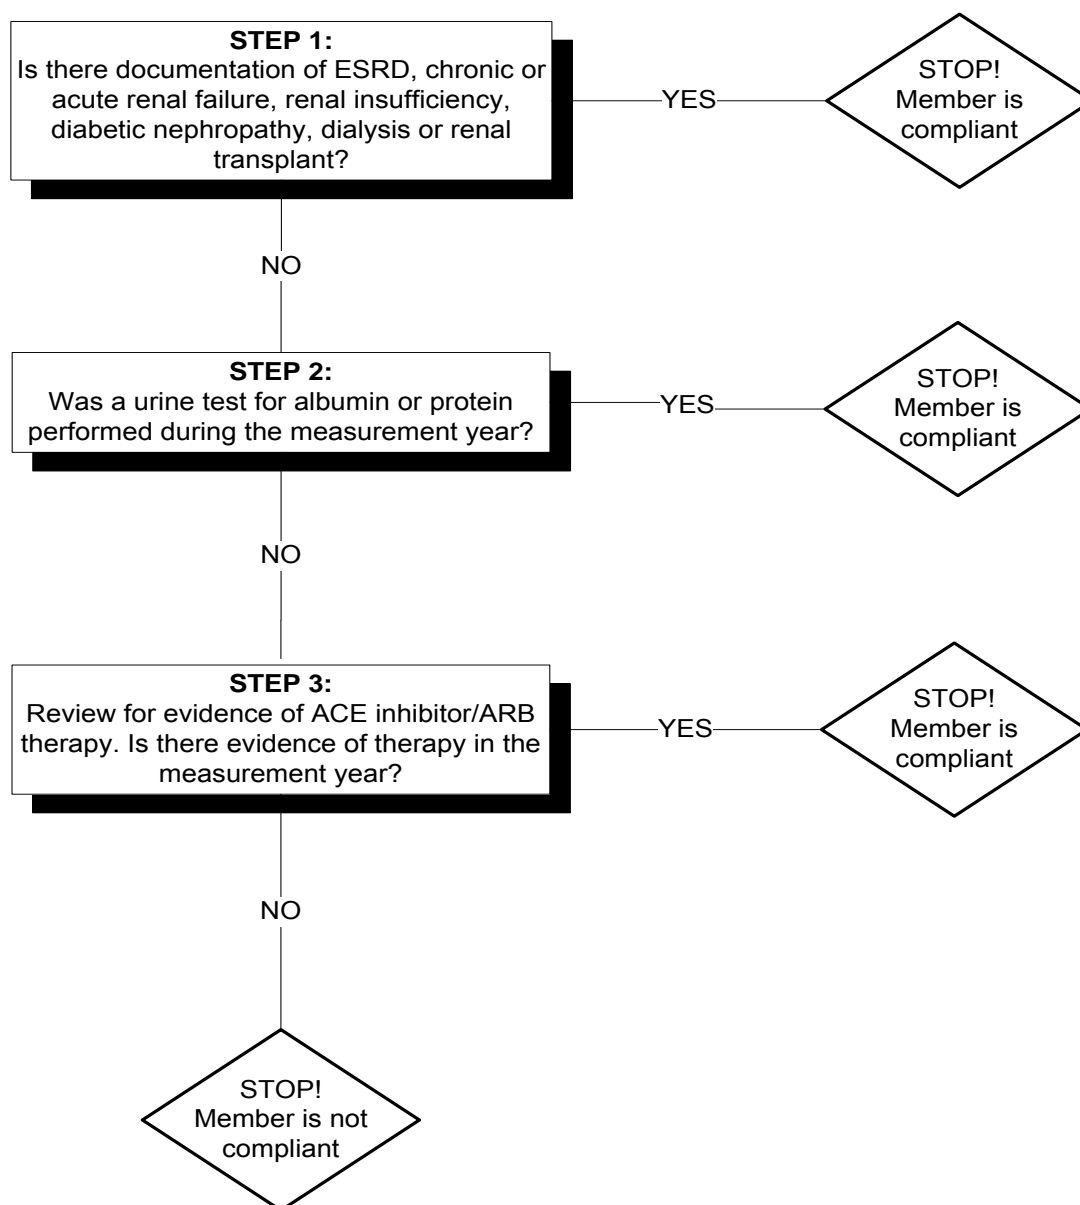 STEP 1:
Is there documentation of ESRD, chronic or
acute renal failure, renal insufficiency,
diabetic nephropathy, dialysis or renal
transplant?
YES
STOP!
Member is
compliant
NO
STEP 2:
Was a urine test for albumin or protein
performed during the measurement year?
YES
STOP!
Member is
compliant
NO
STEP 3:
Review for evidence of ACE inhibitor/ARB
therapy. Is there evidence of therapy in the
measurement year?
YES
STOP!
Member is
compliant
NO
STOP!
Member is not
compliant